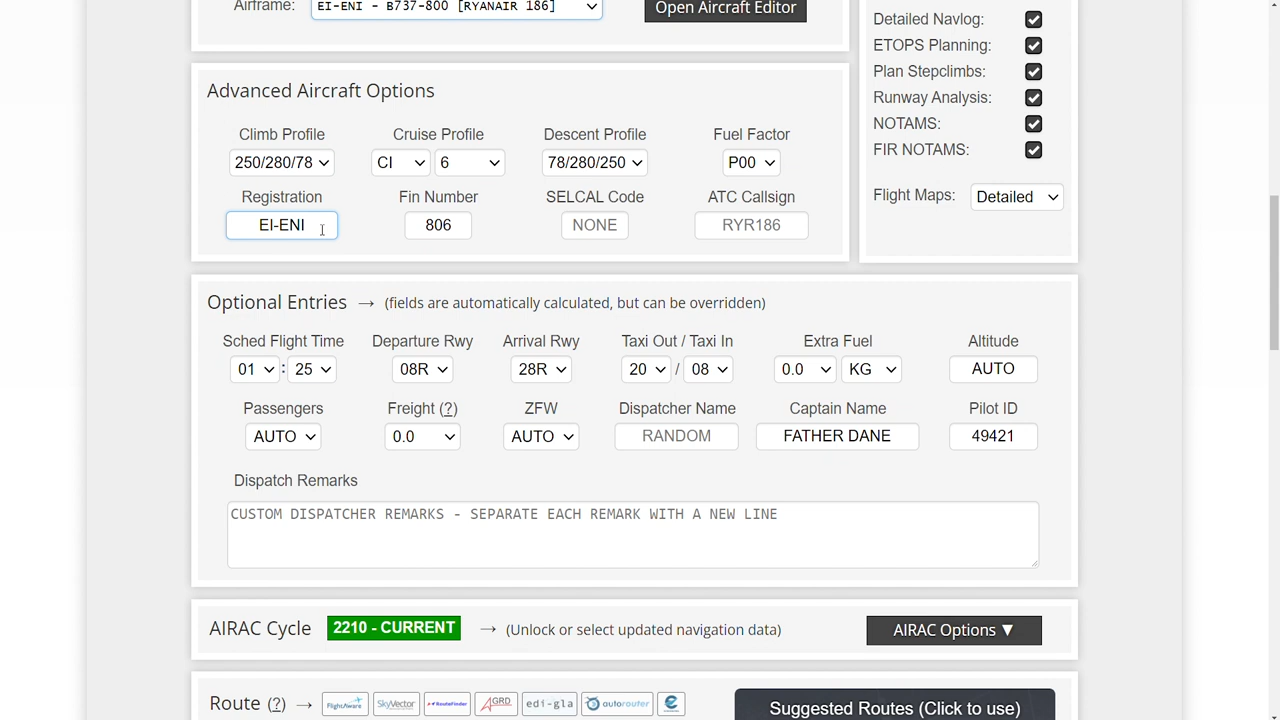 Airframe: EI-ENI - B737-800 [RYANAIR 186] Open Aircraft Editor
Detailed Navlog:
ETOPS Planning:
Plan Stepclimbs:
Runway Analysis:
NOTAMS:
FIR NOTAMS:
Flight Maps: Detailed
Advanced Aircraft Options
Climb Profile Cruise Profile Descent Profile Fuel Factor
250/280/78 CI 6 78/280/250 P00
Registration Fin Number SELCAL Code ATC Callsign
EI-ENI 806 NONE RYR186
Optional Entries → (fields are automatically calculated, but can be overridden)
Sched Flight Time Departure Rwy Arrival Rwy Taxi Out / Taxi In Extra Fuel Altitude
01 : 25 08R 28R 20 / 08 0.0 KG AUTO
Passengers Freight (?) ZFW Dispatcher Name Captain Name Pilot ID
AUTO 0.0 AUTO RANDOM FATHER DANE 49421
Dispatch Remarks
CUSTOM DISPATCHER REMARKS - SEPARATE EACH REMARK WITH A NEW LINE
AIRAC Cycle 2210 - CURRENT → (Unlock or select updated navigation data) AIRAC Options ▼
Route (?) → FlightAware SkyVector RouteFinder AGRD edi-gla autorouter Suggested Routes (Click to use)